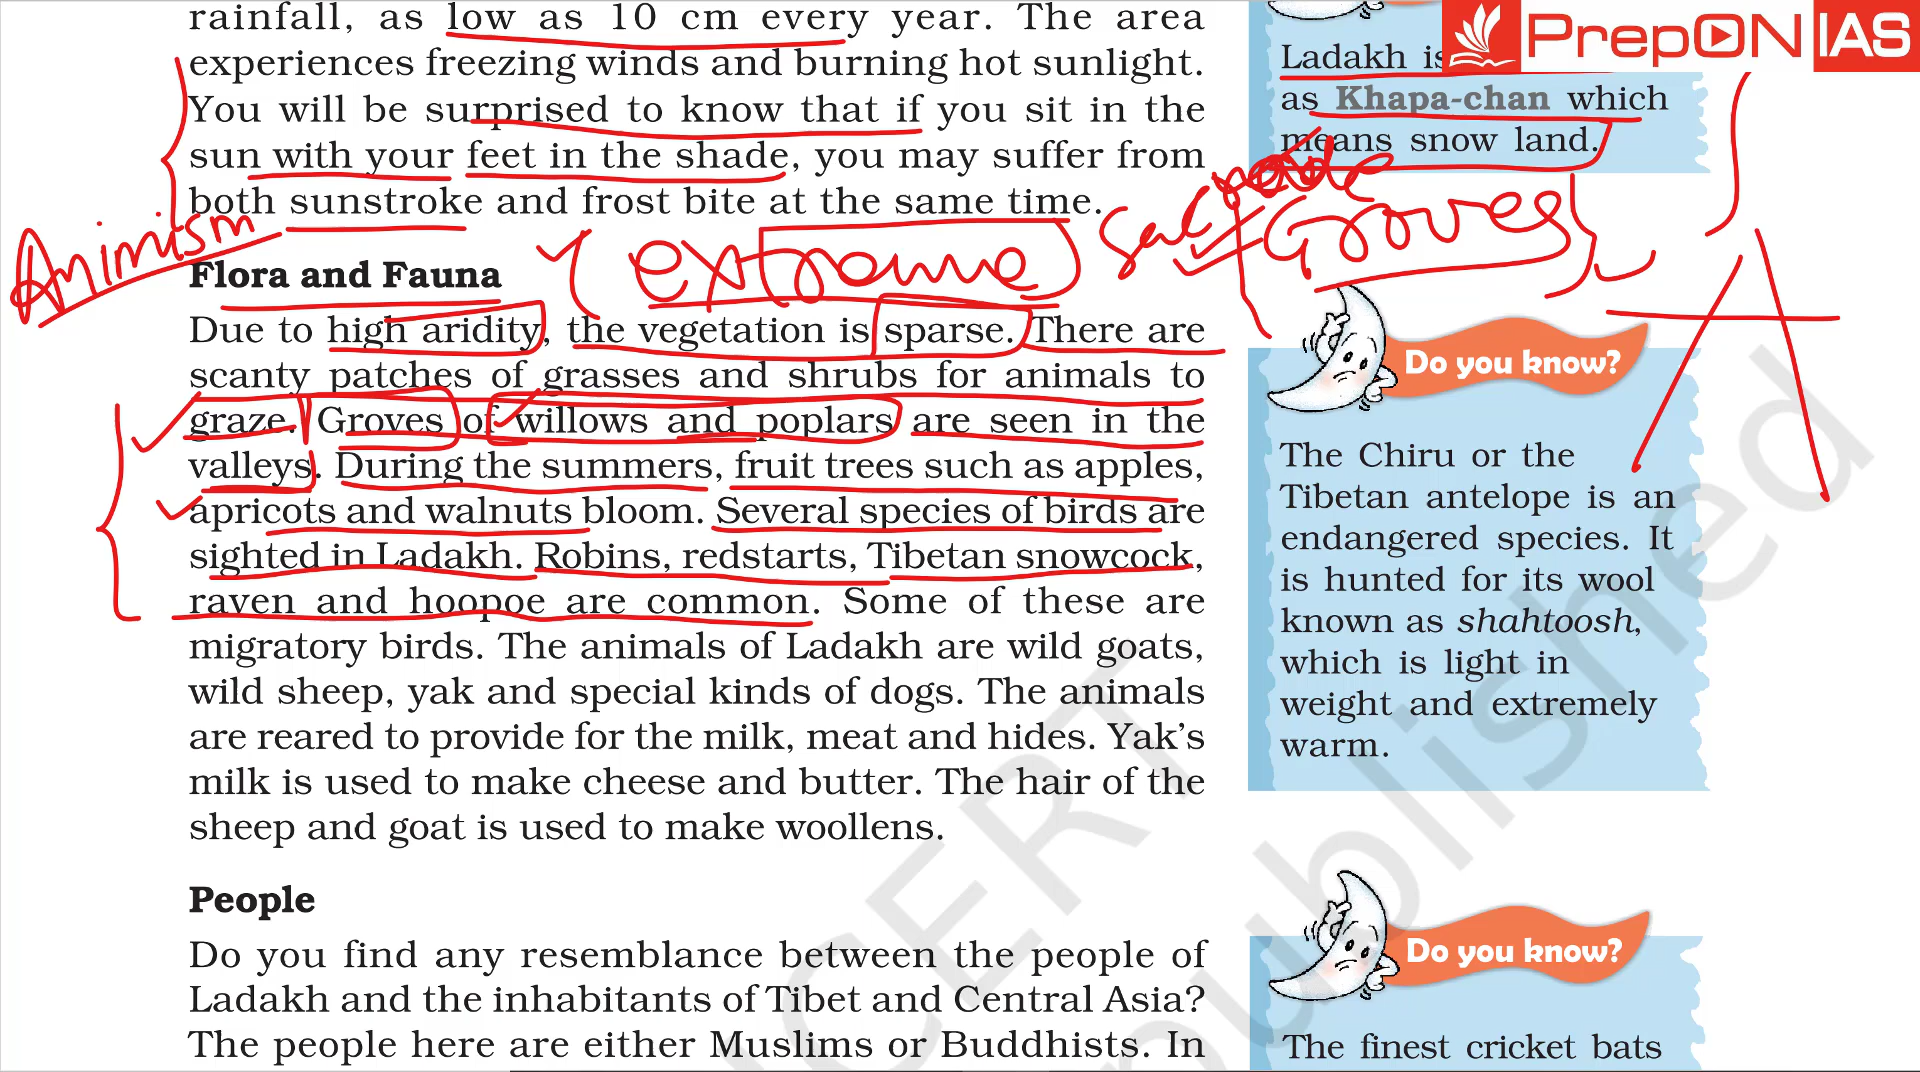 rainfall, as low as 10 cm every year. The area
experiences freezing winds and burning hot sunlight.
You will be surprised to know that if you sit in the
sun with your feet in the shade, you may suffer from
both sunstroke and frost bite at the same time.
Animism
extreme
Sacred
Groves
Flora and Fauna
Due to high aridity, the vegetation is sparse. There are
scanty patches of grasses and shrubs for animals to
graze. Groves of willows and poplars are seen in the
valleys. During the summers, fruit trees such as apples,
apricots and walnuts bloom. Several species of birds are
sighted in Ladakh. Robins, redstarts, Tibetan snowcock,
raven and hoopoe are common. Some of these are
migratory birds. The animals of Ladakh are wild goats,
wild sheep, yak and special kinds of dogs. The animals
are reared to provide for the milk, meat and hides. Yak's
milk is used to make cheese and butter. The hair of the
sheep and goat is used to make woollens.
People
Do you find any resemblance between the people of
Ladakh and the inhabitants of Tibet and Central Asia?
The people here are either Muslims or Buddhists. In
PrepON IAS
Ladakh is
as Khapa-chan which
means snow land.
Do you know?
The Chiru or the
Tibetan antelope is an
endangered species. It
is hunted for its wool
known as shahtoosh,
which is light in
weight and extremely
warm.
Do you know?
The finest cricket bats
NCERT
published